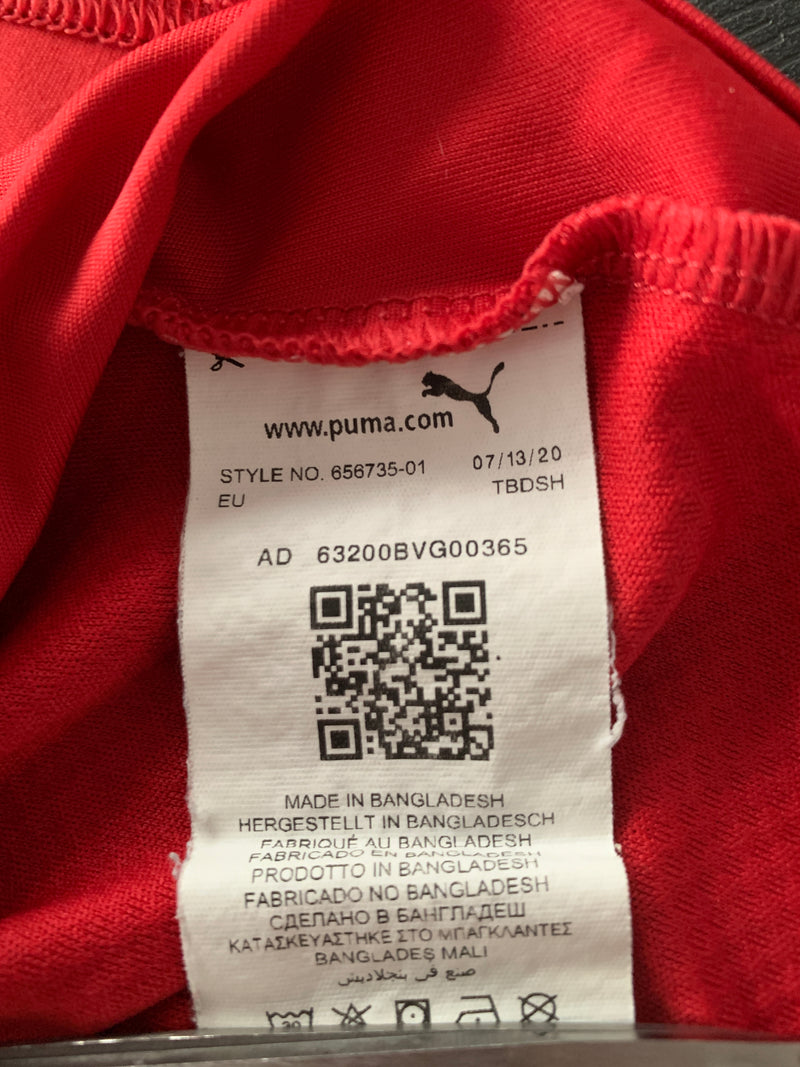 www.puma.com
STYLE NO. 656735-01 07/13/20
EU TBDSH
AD 63200BVG00365
MADE IN BANGLADESH
HERGESTELLT IN BANGLADESCH
FABRIQUÉ AU BANGLADESH
FABRICADO EN BANGLADESH
PRODOTTO IN BANGLADESH
FABRICADO NO BANGLADESH
СДЕЛАНО В БАНГЛАДЕШ
ΚΑΤΑΣΚΕΥΑΣΤΗΚΕ ΣΤΟ ΜΠΑΓΚΛΑΝΤΕΣ
BANGLADEŞ MALI
صنع في بنجلاديش
30